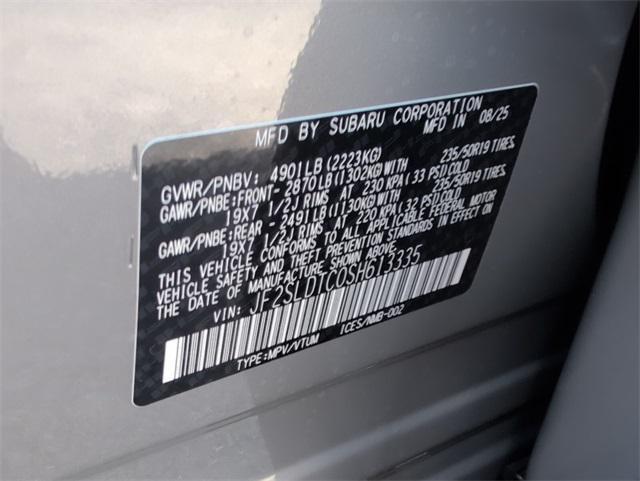 MFD BY SUBARU CORPORATION
MFD IN 08/25
GVWR/PNBV: 4901LB (2223KG)
GAWR/PNBE:FRONT- 2870LB(1302KG)WITH 235/50R19 TIRES,
19X7 1/2J RIMS AT 230 KPA(33 PSI)COLD
GAWR/PNBE:REAR - 2491LB(1130KG)WITH 235/50R19 TIRES,
19X7 1/2J RIMS AT 220 KPA(32 PSI)COLD
THIS VEHICLE CONFORMS TO ALL APPLICABLE FEDERAL MOTOR
VEHICLE SAFETY AND THEFT PREVENTION STANDARDS IN EFFECT ON
THE DATE OF MANUFACTURE SHOWN ABOVE.
VIN: JF2SLDTC0SH613335
TYPE:MPV/VTUM ICES/NMB-002